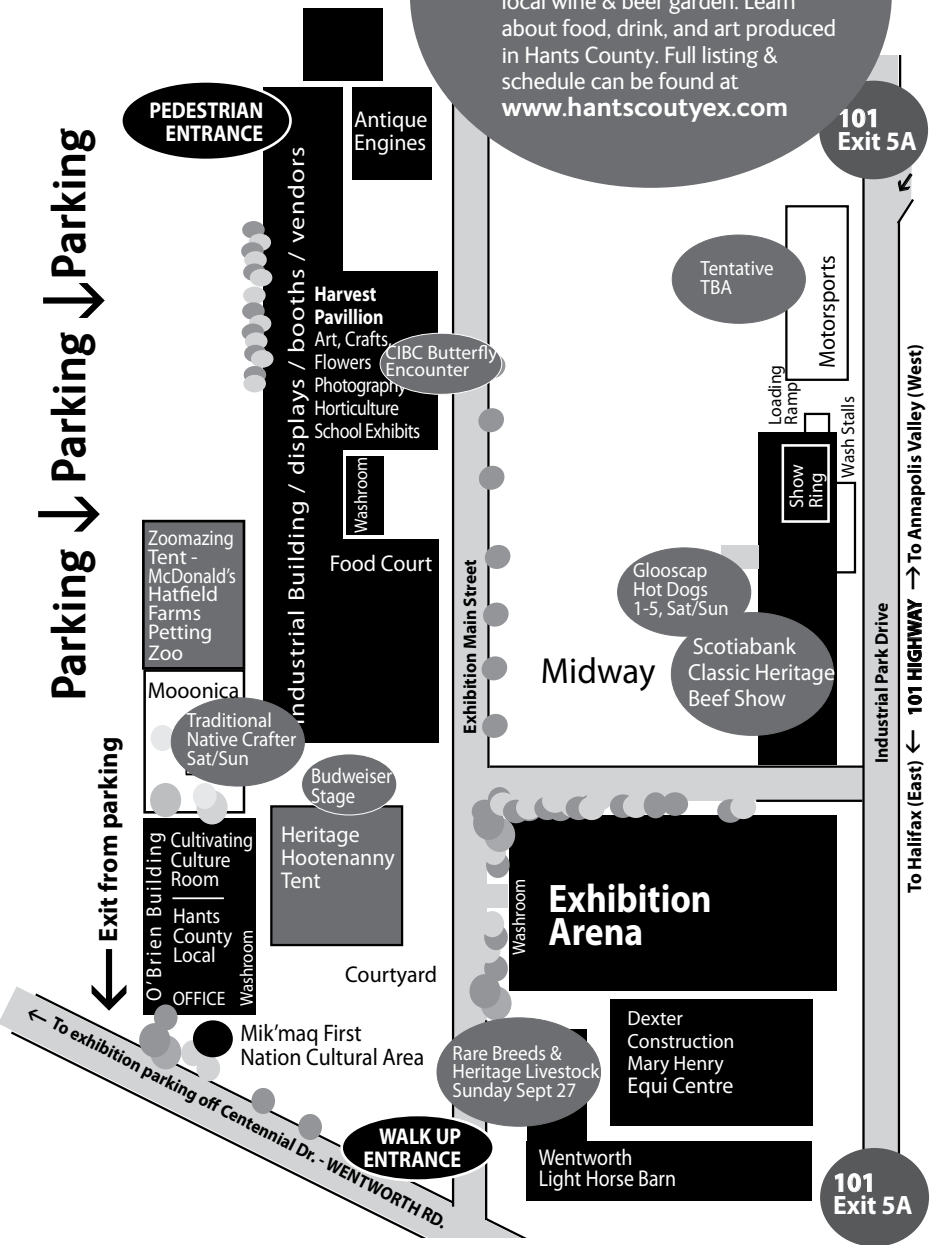 local wine & beer garden. Learn
about food, drink, and art produced
in Hants County. Full listing &
schedule can be found at
www.hantscoutyex.com
101
Exit 5A
PEDESTRIAN
ENTRANCE
Antique
Engines
Parking
Parking
Parking
Industrial Building / displays / booths / vendors
Harvest
Pavillion
Art, Crafts,
Flowers
Photography
Horticulture
School Exhibits
CIBC Butterfly
Encounter
Tentative
TBA
Motorsports
Loading
Ramp
Wash Stalls
Show
Ring
Washroom
Food Court
Zoomazing
Tent -
McDonald's
Hatfield
Farms
Petting
Zoo
Mooonica
Traditional
Native Crafter
Sat/Sun
Exhibition Main Street
Midway
Glooscap
Hot Dogs
1-5, Sat/Sun
Scotiabank
Classic Heritage
Beef Show
Industrial Park Drive
To Halifax (East) ← 101 HIGHWAY → To Annapolis Valley (West)
Budweiser
Stage
Heritage
Hootenanny
Tent
← Exit from parking
O'Brien Building
Cultivating
Culture
Room
Hants
County
Local
OFFICE
Washroom
Courtyard
Washroom
Exhibition
Arena
Mik'maq First
Nation Cultural Area
Rare Breeds &
Heritage Livestock
Sunday Sept 27
Dexter
Construction
Mary Henry
Equi Centre
← To exhibition parking off Centennial Dr. - WENTWORTH RD.
WALK UP
ENTRANCE
Wentworth
Light Horse Barn
101
Exit 5A